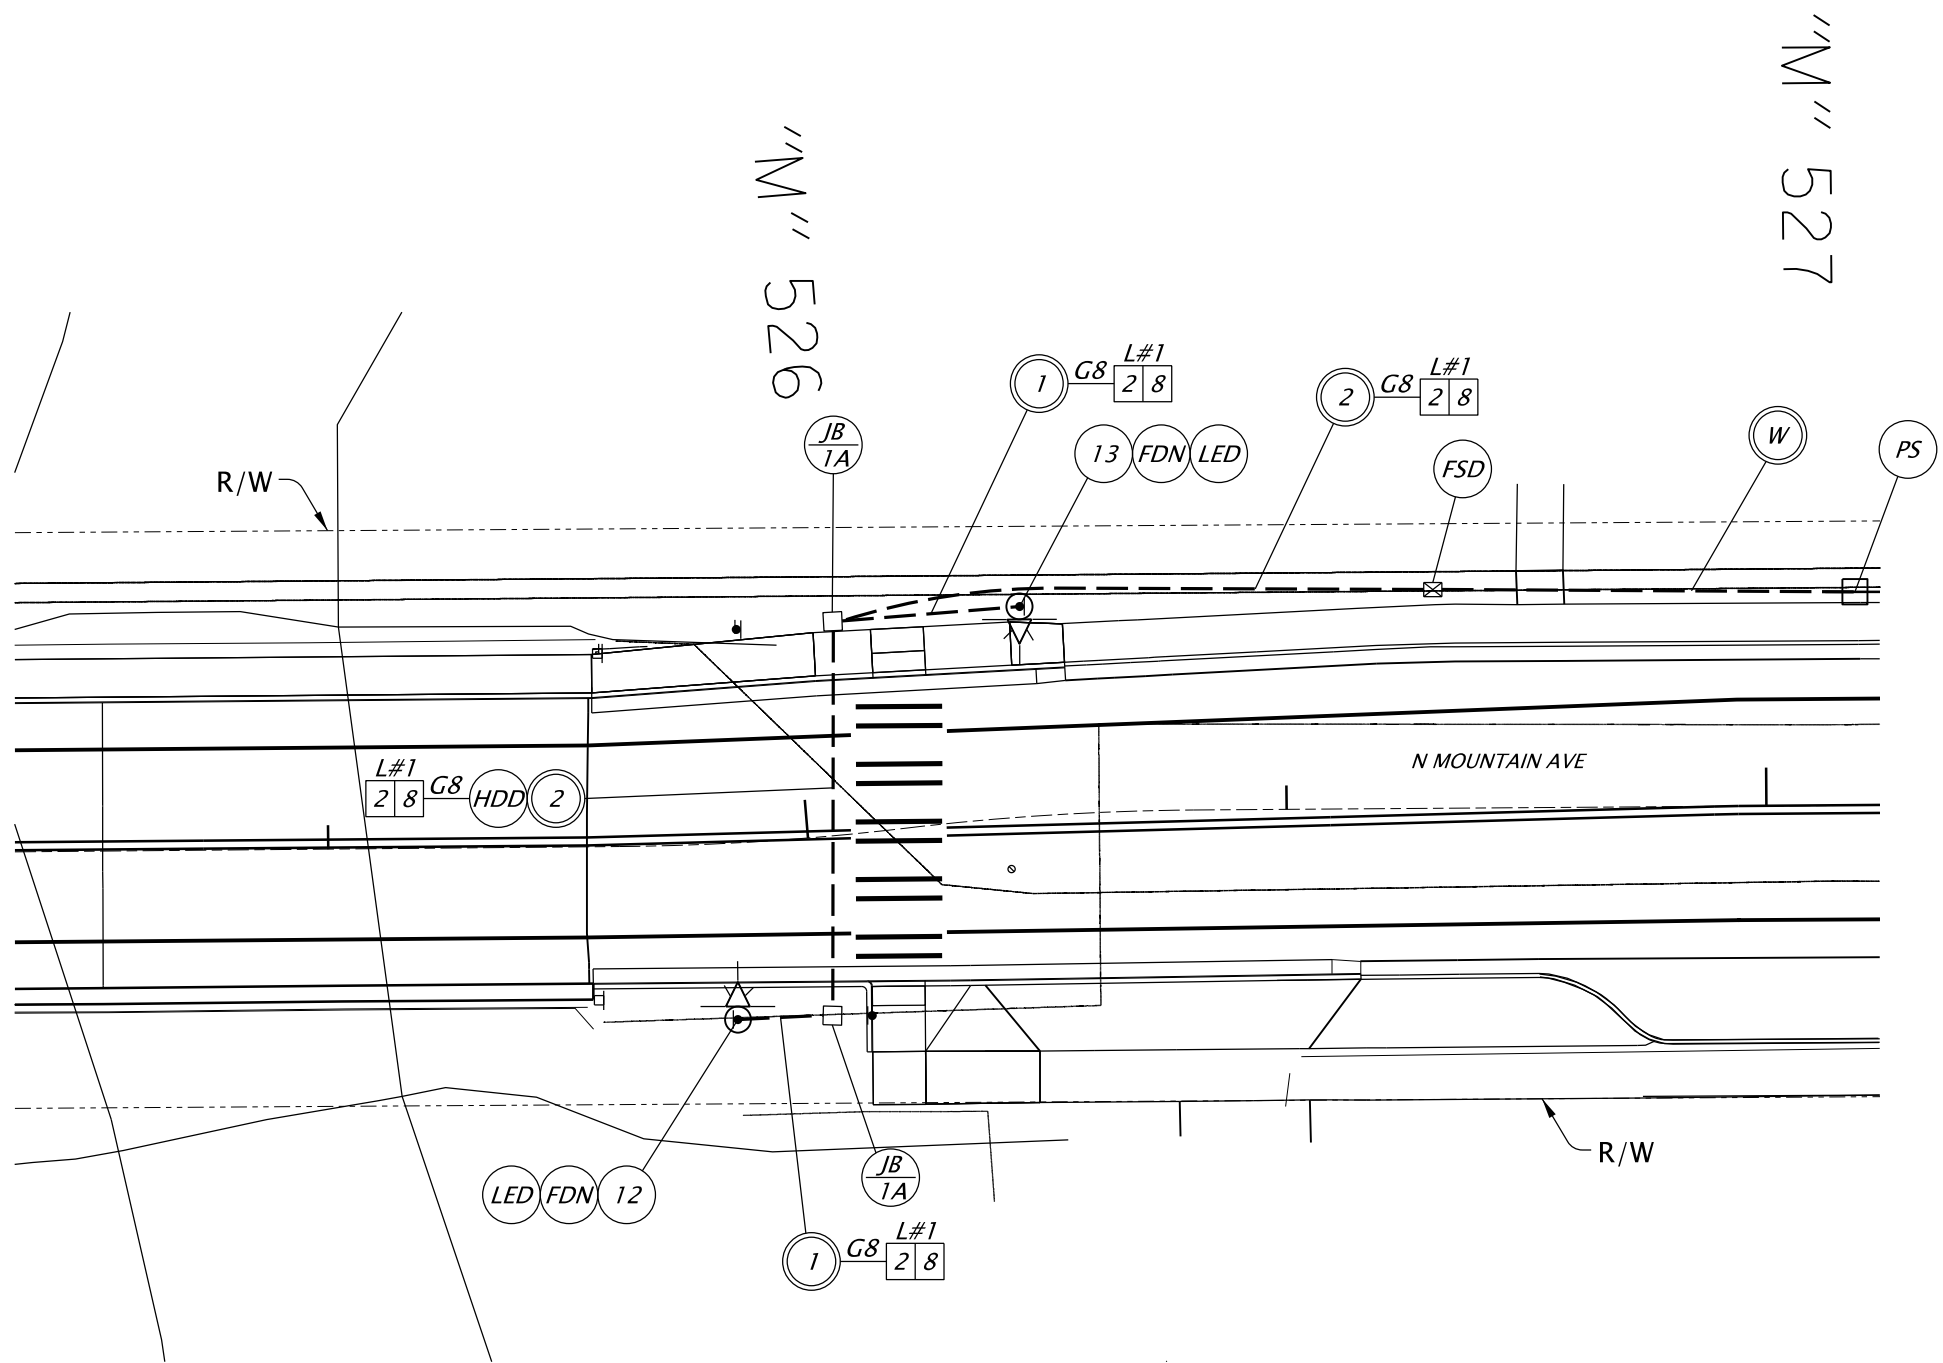 "M" 526
"M" 527
L#1
1 G8 2 8
L#1
2 G8 2 8
JB
1A
13 FDN LED
FSD
W
PS
R/W
N MOUNTAIN AVE
L#1
2 8 G8 HDD 2
R/W
LED FDN 12
JB
1A
L#1
1 G8 2 8